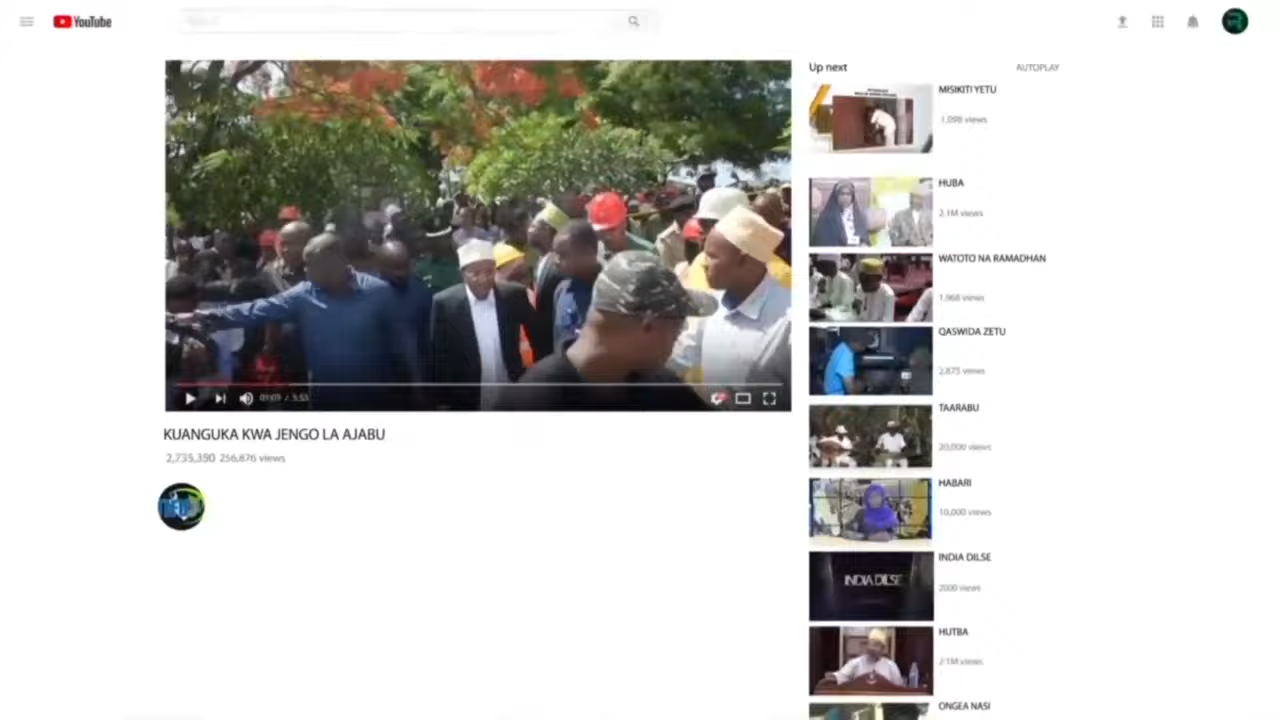 YouTube
Up next
AUTOPLAY
MISIKITI YETU
1,098 views
HUBA
2.1M views
WATOTO NA RAMADHAN
1,968 views
QASWIDA ZETU
2,875 views
TAARABU
20,000 views
HABARI
10,000 views
INDIA DILSE
INDIA DILSE
2000 views
HUTBA
2.1M views
ONGEA NASI
KUANGUKA KWA JENGO LA AJABU
2,735,390 256,876 views